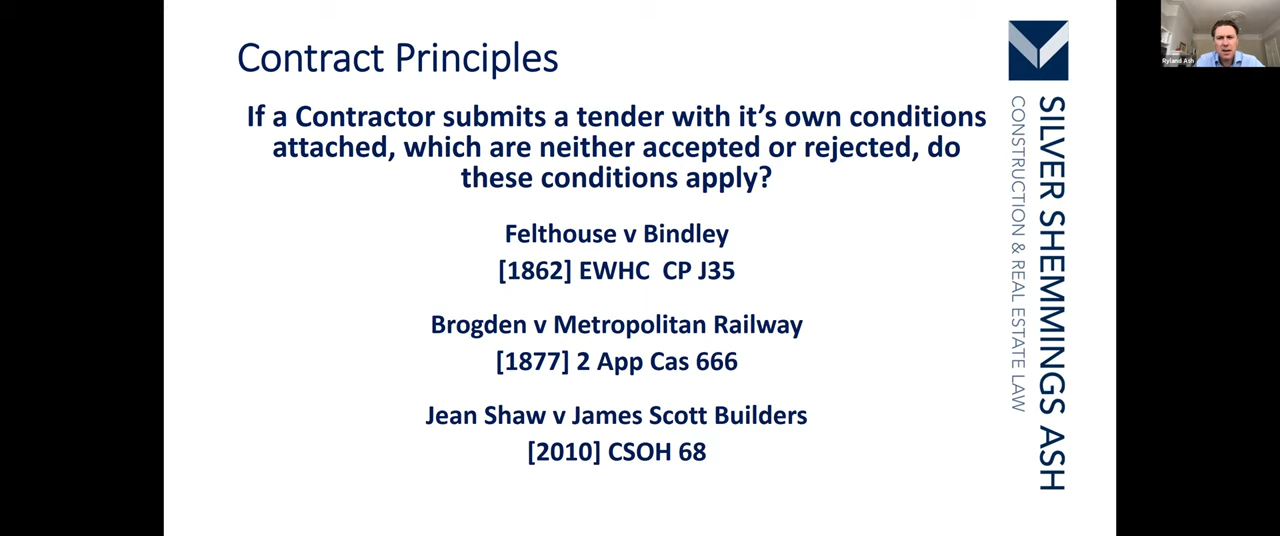 Contract Principles
If a Contractor submits a tender with it's own conditions
attached, which are neither accepted or rejected, do
these conditions apply?
Felthouse v Bindley
[1862] EWHC  CP J35
Brogden v Metropolitan Railway
[1877] 2 App Cas 666
Jean Shaw v James Scott Builders
[2010] CSOH 68
SILVER SHEMMINGS ASH
CONSTRUCTION & REAL ESTATE LAW
Ryland Ash